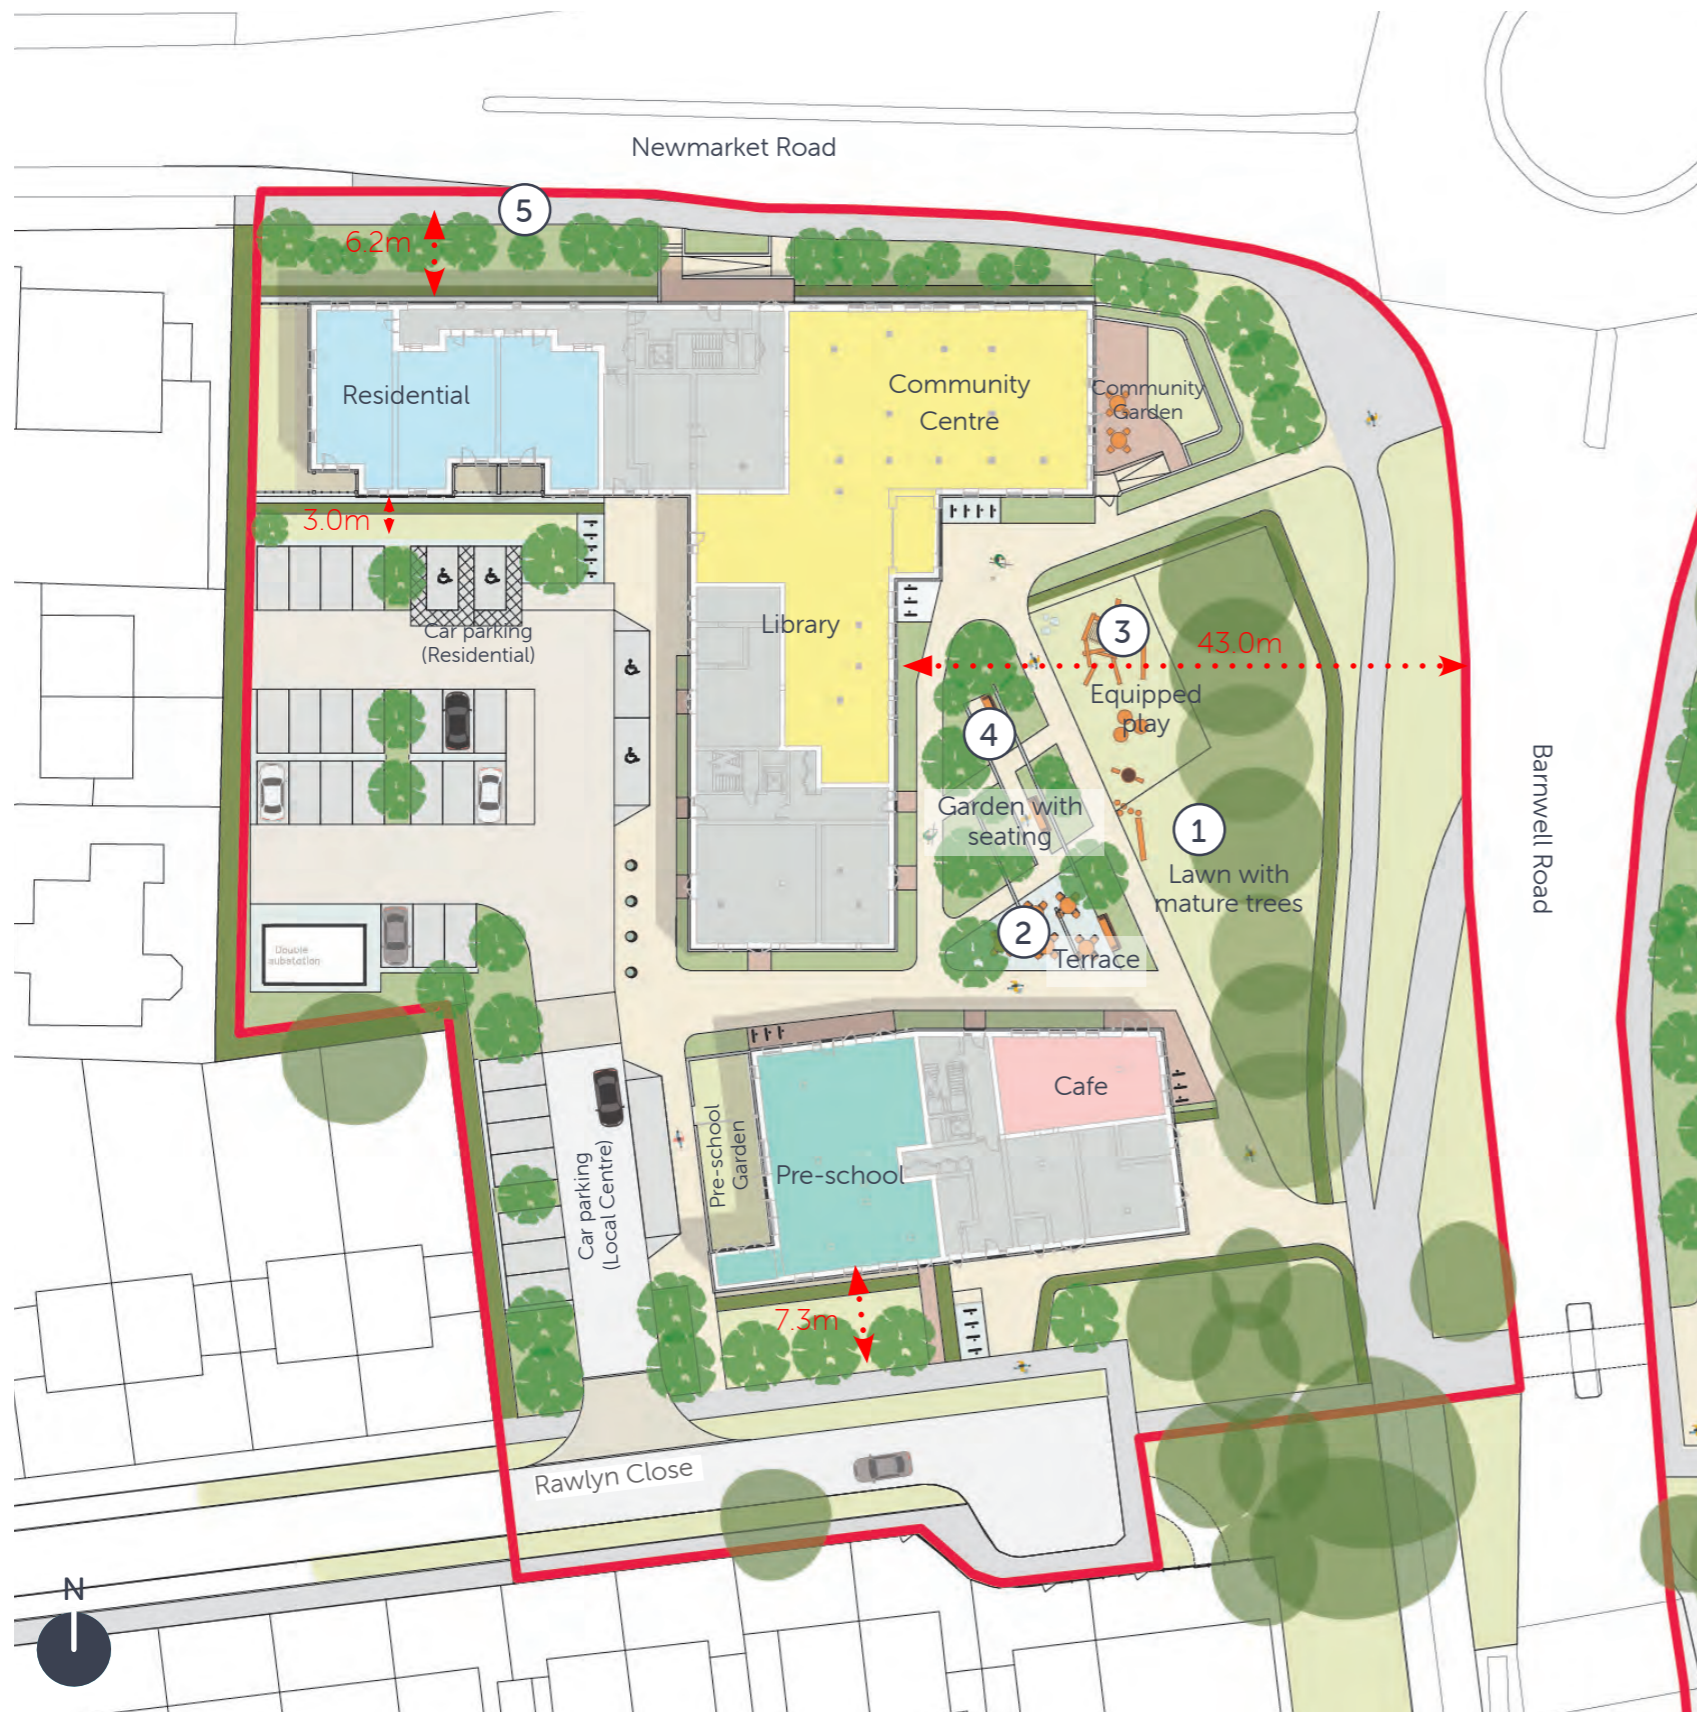 Newmarket Road
5
6.2m
Residential
Community
Centre
Community
Garden
3.0m
Car parking
(Residential)
Library
3
43.0m
Equipped
play
4
Garden with
seating
1
Lawn with
mature trees
Barnwell Road
2
Terrace
Double
substation
Cafe
Pre-school
Garden
Pre-school
Car parking
(Local Centre)
7.3m
Rawlyn Close
N